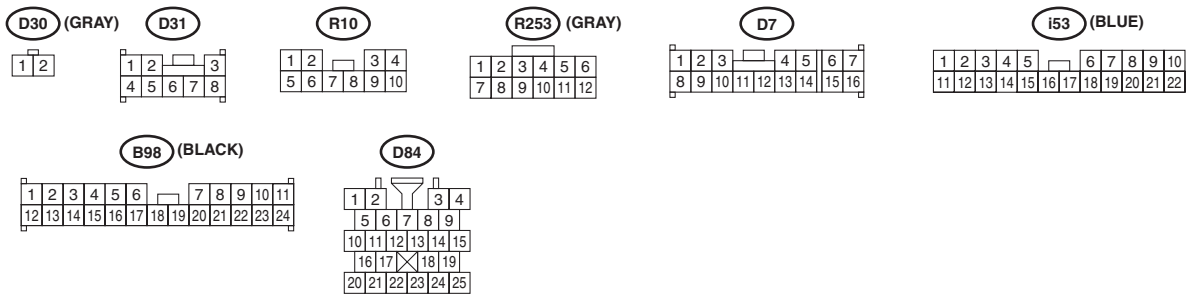 D30 (GRAY)
1 2
D31
1 2 3
4 5 6 7 8
R10
1 2 3 4
5 6 7 8 9 10
R253 (GRAY)
1 2 3 4 5 6
7 8 9 10 11 12
D7
1 2 3 4 5 6 7
8 9 10 11 12 13 14 15 16
i53 (BLUE)
1 2 3 4 5 6 7 8 9 10
11 12 13 14 15 16 17 18 19 20 21 22
B98 (BLACK)
1 2 3 4 5 6 7 8 9 10 11
12 13 14 15 16 17 18 19 20 21 22 23 24
D84
1 2 3 4
5 6 7 8 9
10 11 12 13 14 15
16 17 18 19
20 21 22 23 24 25